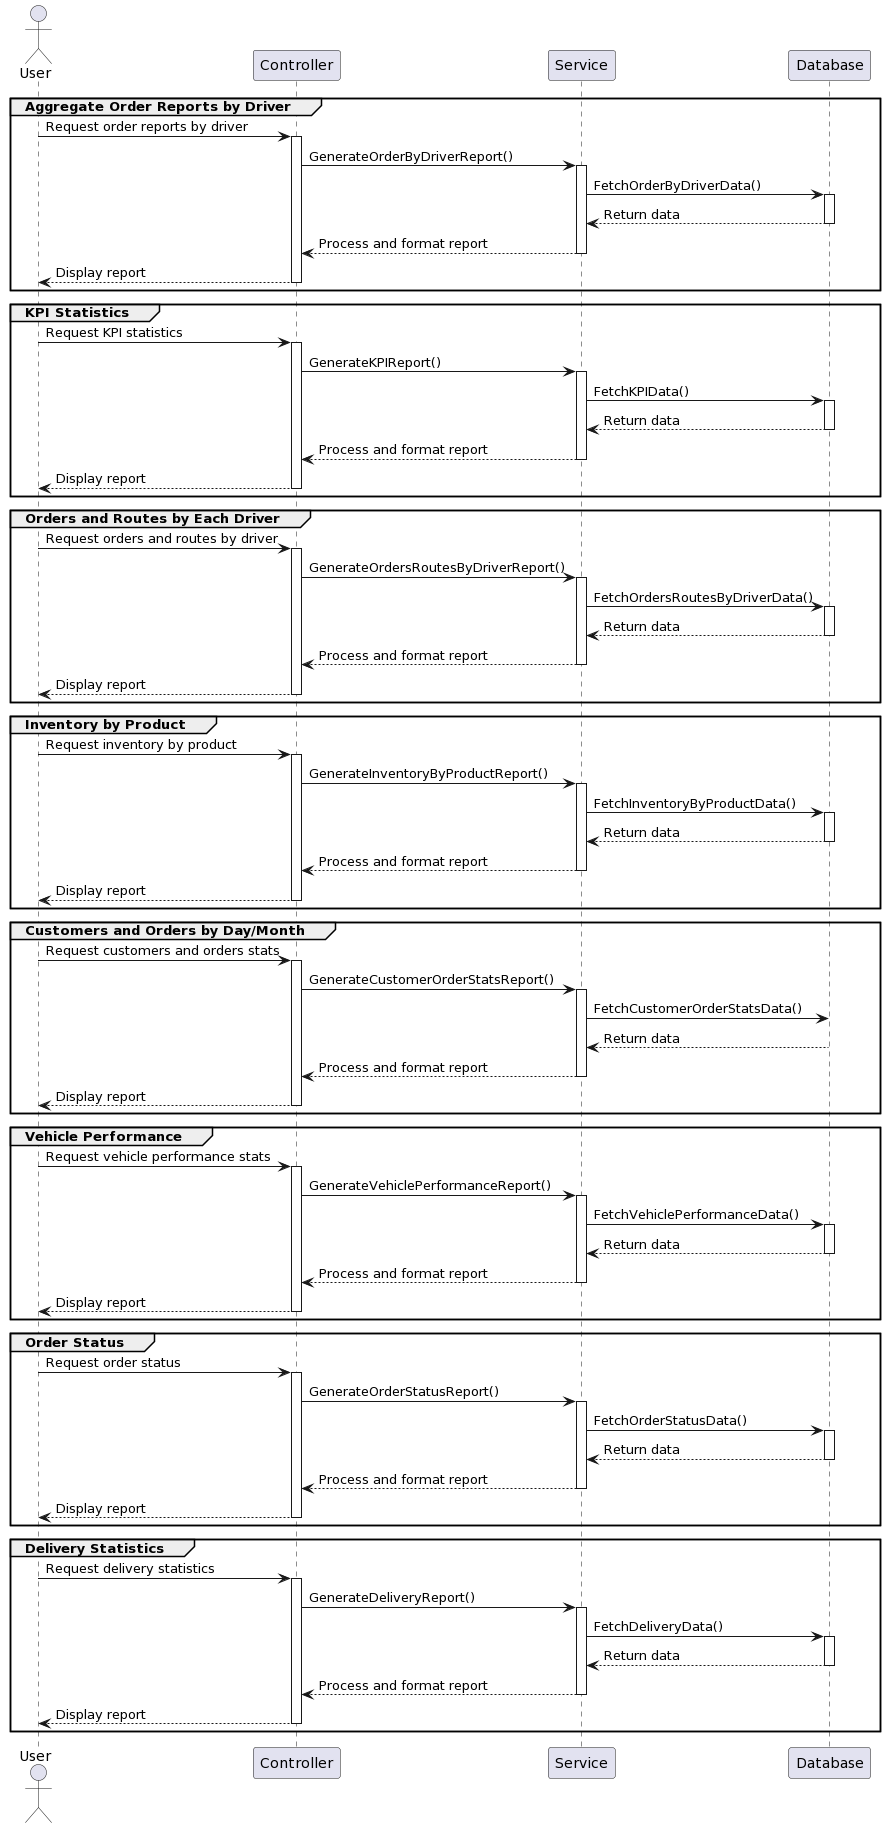 User
Controller
Service
Database
Aggregate Order Reports by Driver
Request order reports by driver
GenerateOrderByDriverReport()
FetchOrderByDriverData()
Return data
Process and format report
Display report
KPI Statistics
Request KPI statistics
GenerateKPIReport()
FetchKPIData()
Return data
Process and format report
Display report
Orders and Routes by Each Driver
Request orders and routes by driver
GenerateOrdersRoutesByDriverReport()
FetchOrdersRoutesByDriverData()
Return data
Process and format report
Display report
Inventory by Product
Request inventory by product
GenerateInventoryByProductReport()
FetchInventoryByProductData()
Return data
Process and format report
Display report
Customers and Orders by Day/Month
Request customers and orders stats
GenerateCustomerOrderStatsReport()
FetchCustomerOrderStatsData()
Return data
Process and format report
Display report
Vehicle Performance
Request vehicle performance stats
GenerateVehiclePerformanceReport()
FetchVehiclePerformanceData()
Return data
Process and format report
Display report
Order Status
Request order status
GenerateOrderStatusReport()
FetchOrderStatusData()
Return data
Process and format report
Display report
Delivery Statistics
Request delivery statistics
GenerateDeliveryReport()
FetchDeliveryData()
Return data
Process and format report
Display report
User
Controller
Service
Database